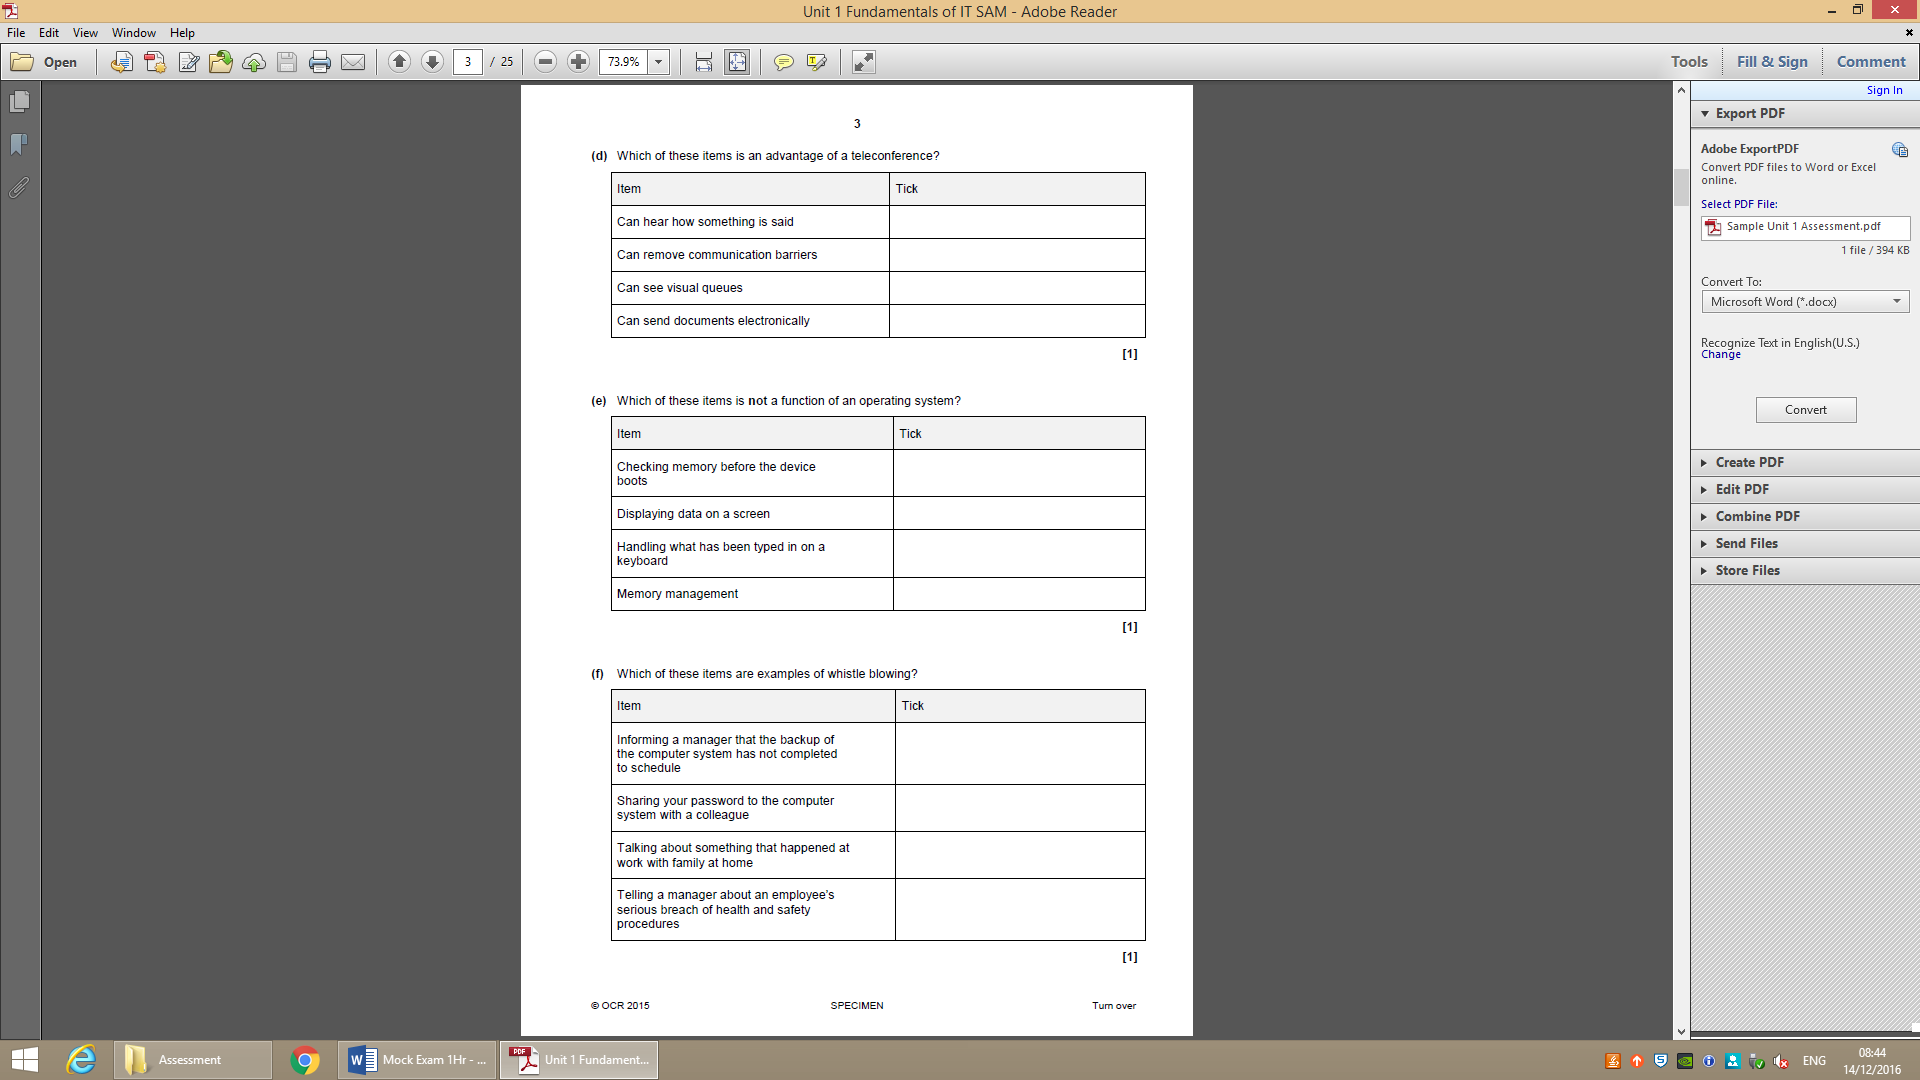 Unit 1 Fundamentals of IT SAM - Adobe Reader
File Edit View Window Help
Open 3 / 25 73.9% Tools Fill & Sign Comment
Sign In
3
(d) Which of these items is an advantage of a teleconference?
Item Tick
Can hear how something is said
Can remove communication barriers
Can see visual queues
Can send documents electronically
[1]
(e) Which of these items is not a function of an operating system?
Item Tick
Checking memory before the device
boots
Displaying data on a screen
Handling what has been typed in on a
keyboard
Memory management
[1]
(f) Which of these items are examples of whistle blowing?
Item Tick
Informing a manager that the backup of
the computer system has not completed
to schedule
Sharing your password to the computer
system with a colleague
Talking about something that happened at
work with family at home
Telling a manager about an employee's
serious breach of health and safety
procedures
[1]
© OCR 2015 SPECIMEN Turn over
Export PDF
Adobe ExportPDF
Convert PDF files to Word or Excel
online.
Select PDF File:
Sample Unit 1 Assessment.pdf
1 file / 394 KB
Convert To:
Microsoft Word (*.docx)
Recognize Text in English(U.S.)
Change
Convert
Create PDF
Edit PDF
Combine PDF
Send Files
Store Files
Assessment Mock Exam 1Hr - ... Unit 1 Fundament... ENG 08:44
14/12/2016